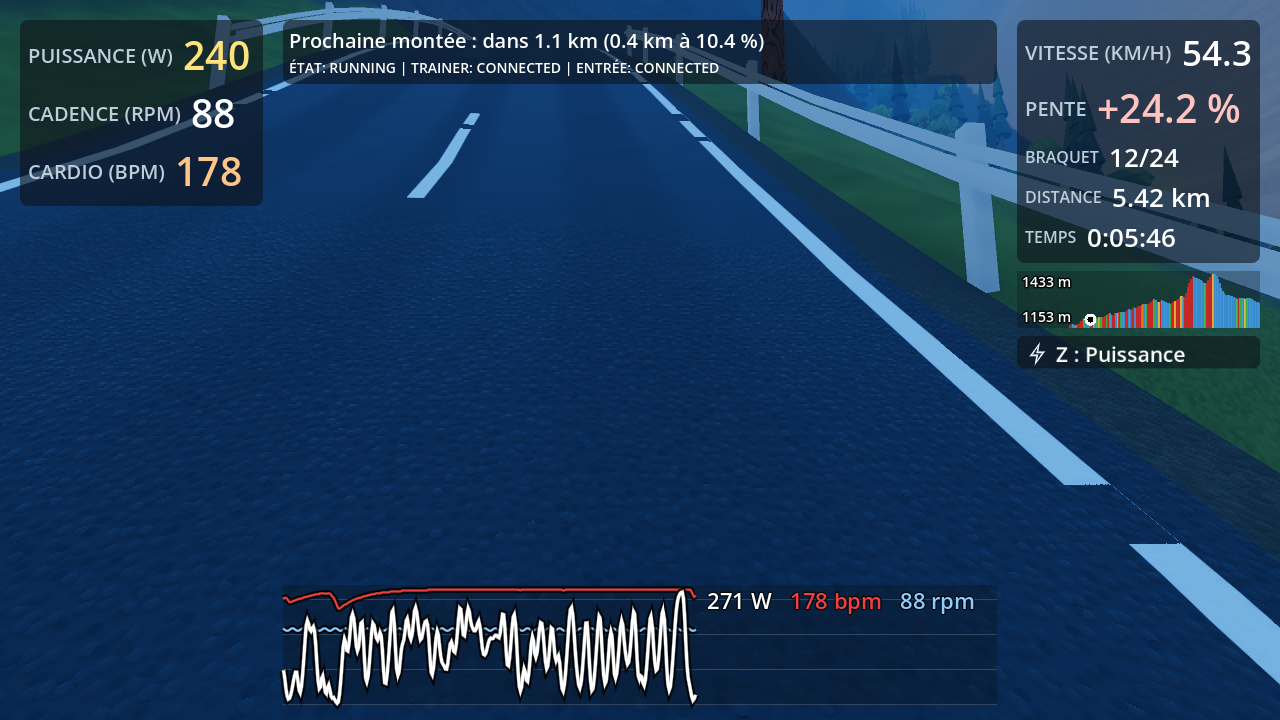 PUISSANCE (W) 240
CADENCE (RPM) 88
CARDIO (BPM) 178
Prochaine montée : dans 1.1 km (0.4 km à 10.4 %)
ÉTAT: RUNNING | TRAINER: CONNECTED | ENTRÉE: CONNECTED
VITESSE (KM/H) 54.3
PENTE +24.2 %
BRAQUET 12/24
DISTANCE 5.42 km
TEMPS 0:05:46
1433 m
1153 m
Z : Puissance
271 W 178 bpm 88 rpm